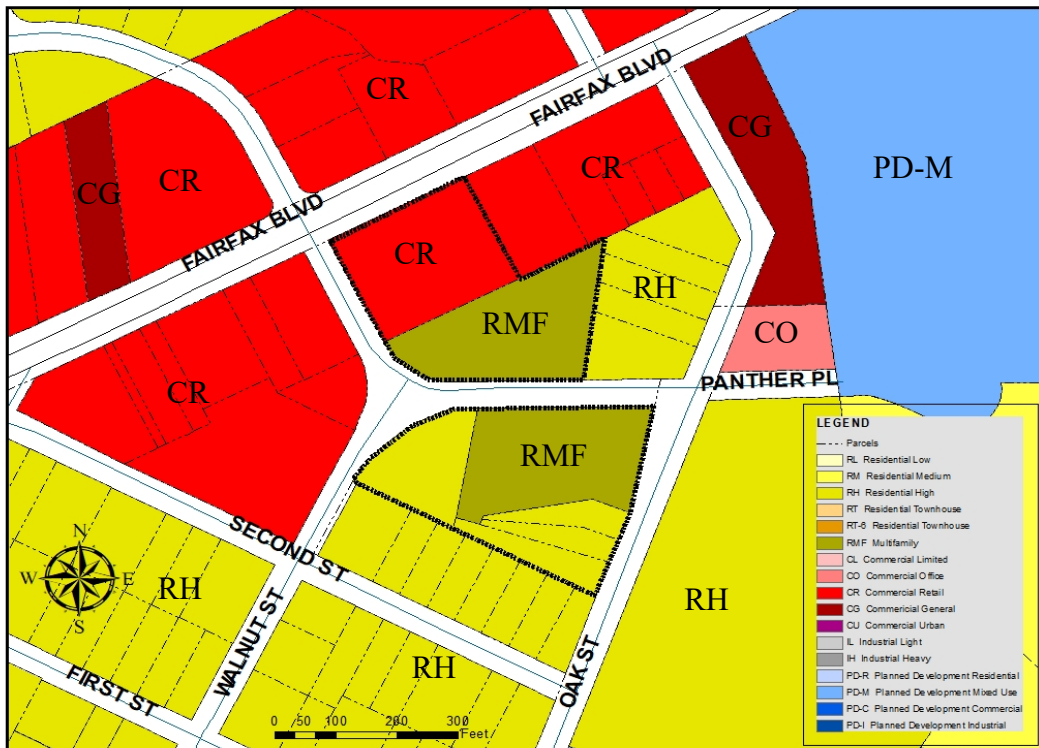 CR
FAIRFAX BLVD
CG
CR
CG
CR
PD-M
FAIRFAX BLVD
CR
RH
RMF
CO
CR
PANTHER PL
RMF
LEGEND
Parcels
RL Residential Low
RM Residential Medium
RH Residential High
RT Residential Townhouse
RT-6 Residential Townhouse
RMF Multifamily
CL Commercial Limited
CO Commercial Office
CR Commercial Retail
CG Commericial General
CU Commercial Urban
IL Industrial Light
IH Industrial Heavy
PD-R Planned Development Residential
PD-M Planned Development Mixed Use
PD-C Planned Development Commercial
PD-I Planned Development Industrial
SECOND ST
N
W E
S
RH
WALNUT ST
RH
RH
OAK ST
FIRST ST
0 50 100 200 300
Feet